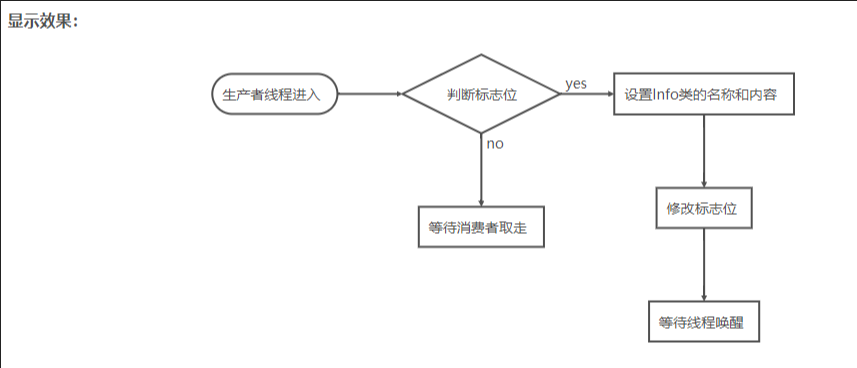 显示效果：
生产者线程进入
判断标志位
yes
设置Info类的名称和内容
no
修改标志位
等待消费者取走
等待线程唤醒